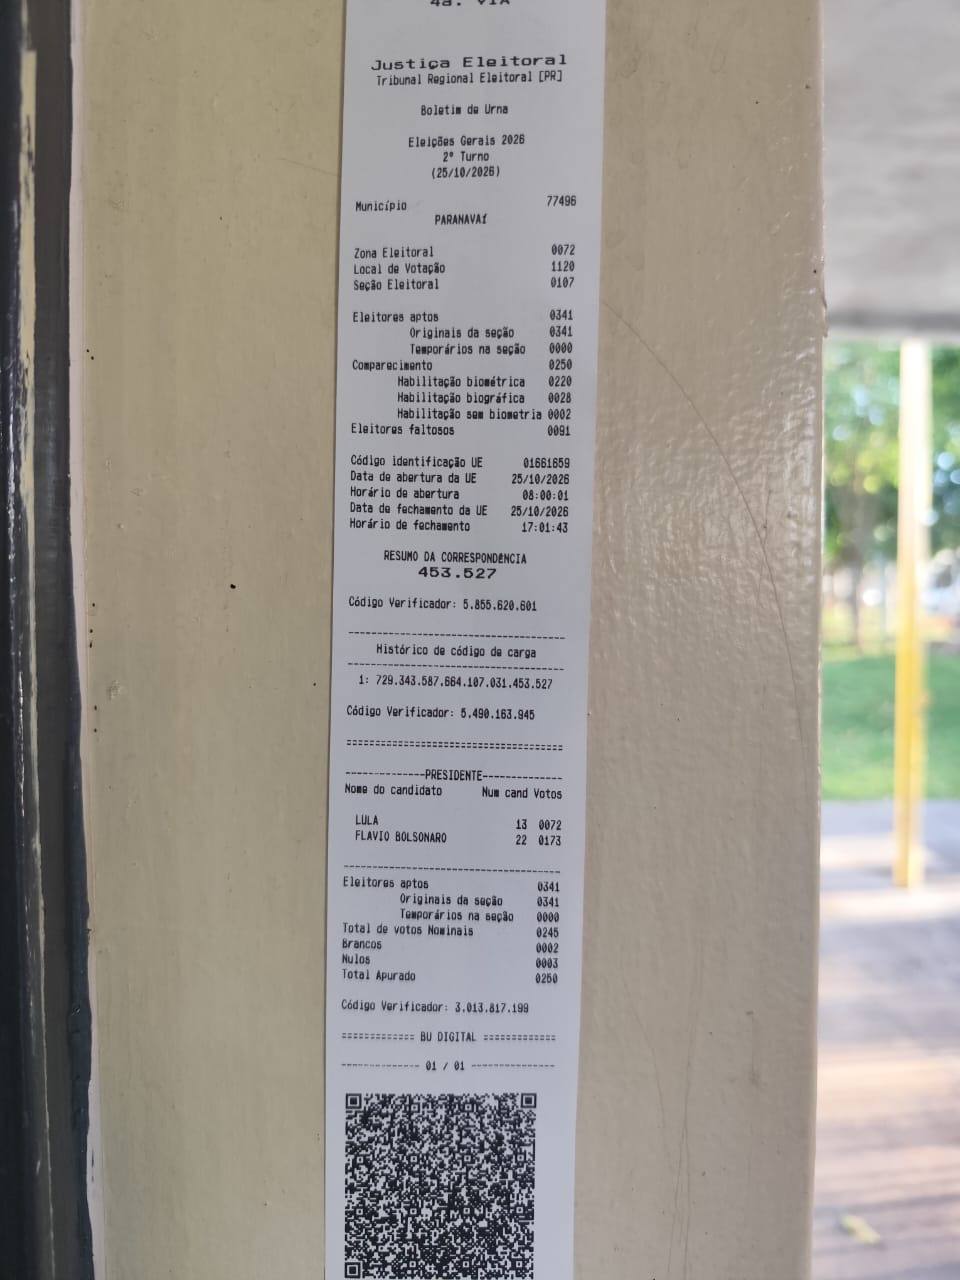 4a. VIA
Justiça Eleitoral
Tribunal Regional Eleitoral [PR]
Boletim de Urna
Eleições Gerais 2026
2º Turno
(25/10/2026)
Município 77496
PARANAVAÍ
Zona Eleitoral 0072
Local de Votação 1120
Seção Eleitoral 0107
Eleitores aptos 0341
Originais da seção 0341
Temporários na seção 0000
Comparecimento 0250
Habilitação biométrica 0220
Habilitação biográfica 0028
Habilitação sem biometria 0002
Eleitores faltosos 0091
Código identificação UE 01661659
Data de abertura da UE 25/10/2026
Horário de abertura 08:00:01
Data de fechamento da UE 25/10/2026
Horário de fechamento 17:01:43
RESUMO DA CORRESPONDÊNCIA
453.527
Código Verificador: 5.855.620.601
--------------------------------------
Histórico de código de carga
--------------------------------------
1: 729.343.587.664.107.031.453.527
Código Verificador: 5.490.163.945
======================================
--------------PRESIDENTE--------------
Nome do candidato Num cand Votos
LULA 13 0072
FLAVIO BOLSONARO 22 0173
--------------------------------------
Eleitores aptos 0341
Originais da seção 0341
Temporários na seção 0000
Total de votos Nominais 0245
Brancos 0002
Nulos 0003
Total Apurado 0250
Código Verificador: 3.013.817.199
============= BU DIGITAL =============
-------------- 01 / 01 ---------------